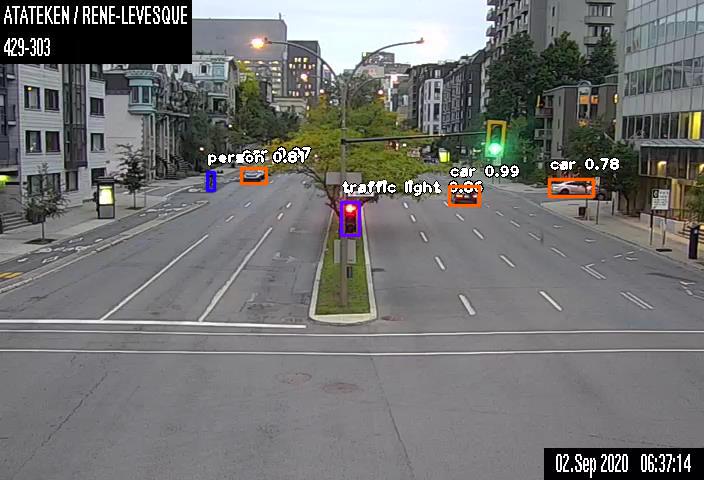 ATATEKEN / RENE-LEVESQUE
429-303
person 0.81
car 0.99
car 0.78
traffic light
02.Sep 2020 06:37:14